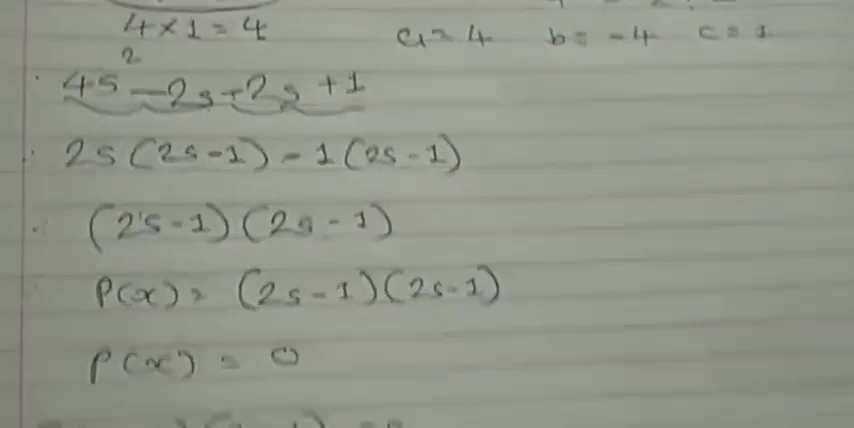 4 × 1 = 4 a = 4 b = -4 c = 1
4s² - 2s - 2s + 1
2s(2s-1) - 1(2s-1)
(2s-1)(2s-1)
P(x) = (2s-1)(2s-1)
P(x) = 0